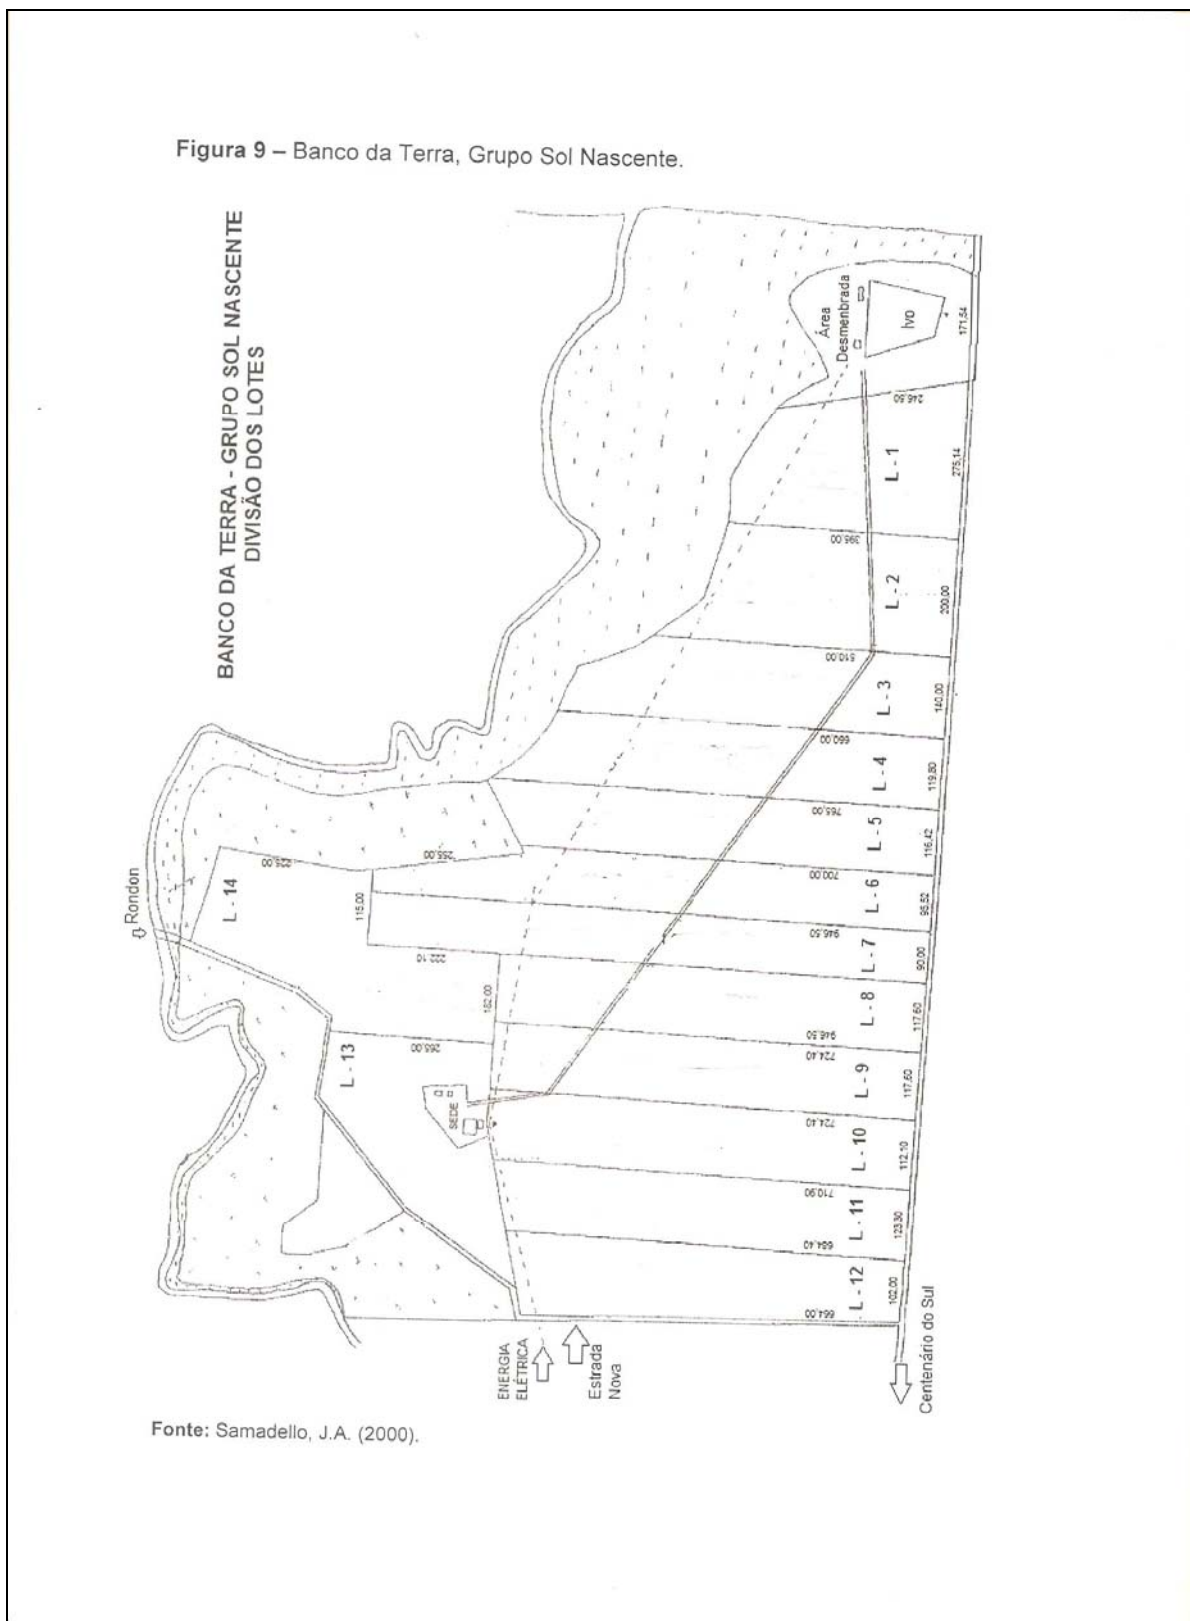 Figura 9 – Banco da Terra, Grupo Sol Nascente.
BANCO DA TERRA - GRUPO SOL NASCENTE
DIVISÃO DOS LOTES
Rondon
L - 14
225,00
255,00
115,00
222,10
182,00
265,00
L - 13
SEDE
Área
Desmenbrada
Ivo
171,54
246,50
L - 1
275,14
395,00
L - 2
200,00
510,00
L - 3
140,00
660,00
L - 4
119,80
765,00
L - 5
116,42
700,00
L - 6
95,52
946,50
L - 7
90,00
L - 8
117,60
946,50
724,40
L - 9
117,60
724,40
L - 10
112,10
710,90
L - 11
123,30
684,40
L - 12
102,00
664,00
ENERGIA
ELÉTRICA
Estrada
Nova
Centenário do Sul
Fonte: Samadello, J.A. (2000).